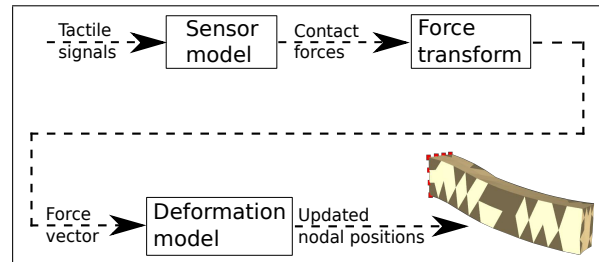 Tactile
signals
Sensor
model
Contact
forces
Force
transform
Force
vector
Deformation
model
Updated
nodal positions